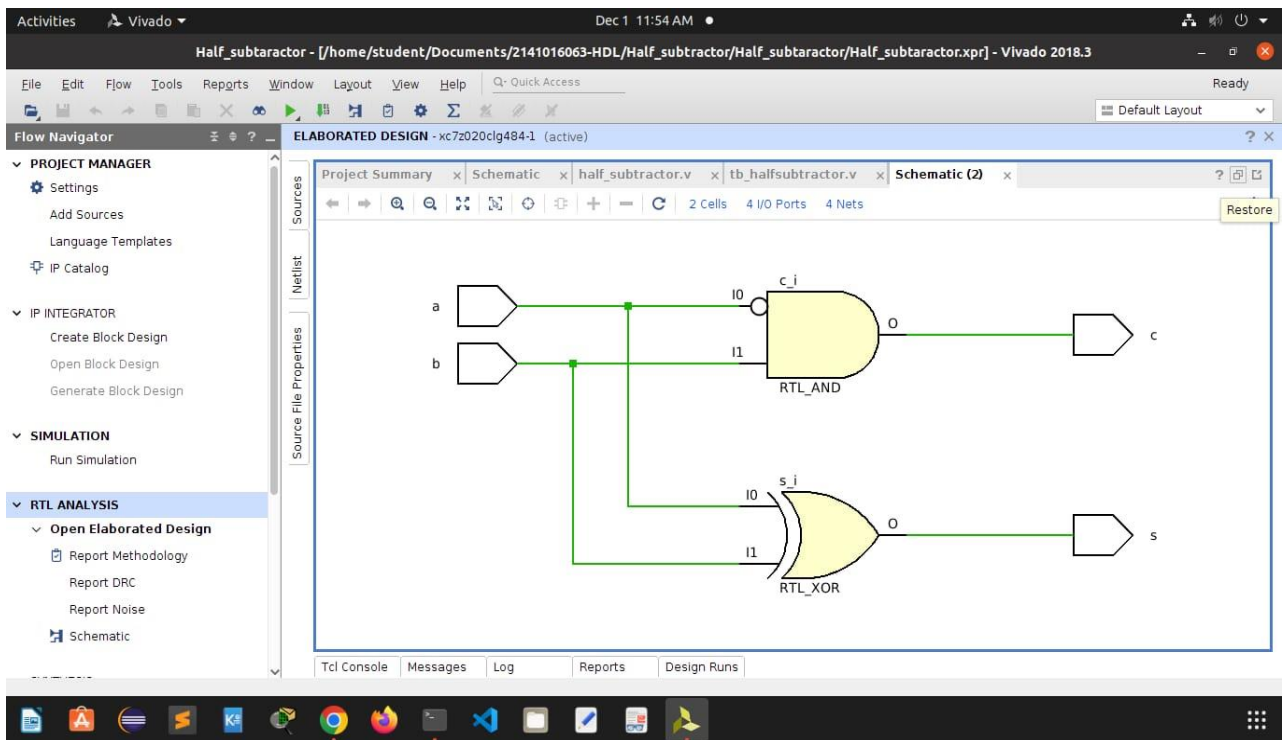 Activities Vivado Dec 1 11:54 AM
Half_subtaractor - [/home/student/Documents/2141016063-HDL/Half_subtractor/Half_subtaractor/Half_subtaractor.xpr] - Vivado 2018.3
File Edit Flow Tools Reports Window Layout View Help Q- Quick Access Ready
Default Layout
Flow Navigator ? ELABORATED DESIGN - xc7z020clg484-1 (active) ?
PROJECT MANAGER
Settings
Add Sources
Language Templates
IP Catalog
IP INTEGRATOR
Create Block Design
Open Block Design
Generate Block Design
SIMULATION
Run Simulation
RTL ANALYSIS
Open Elaborated Design
Report Methodology
Report DRC
Report Noise
Schematic
Sources
Netlist
Source File Properties
Project Summary x Schematic x half_subtractor.v x tb_halfsubtractor.v x Schematic (2) x ?
2 Cells 4 I/O Ports 4 Nets
Restore
c_i
a I0
O c
b I1
RTL_AND
s_i
I0
O s
I1
RTL_XOR
Tcl Console Messages Log Reports Design Runs